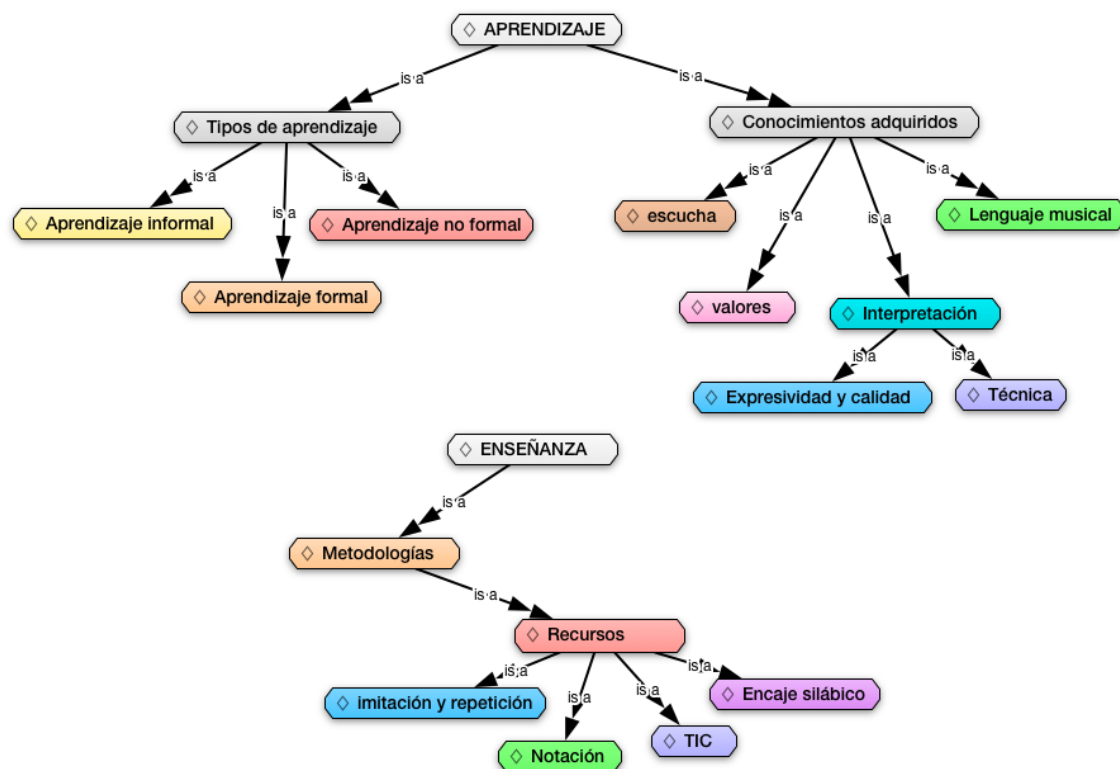 APRENDIZAJE
is a
is a
Tipos de aprendizaje
Conocimientos adquiridos
is a
is a
is a
is a
is a
is a
is a
Aprendizaje informal
Aprendizaje no formal
escucha
Lenguaje musical
Aprendizaje formal
valores
Interpretación
is a
is a
Expresividad y calidad
Técnica
ENSEÑANZA
is a
Metodologías
is a
Recursos
is a
is a
is a
is a
imitación y repetición
Encaje silábico
Notación
TIC